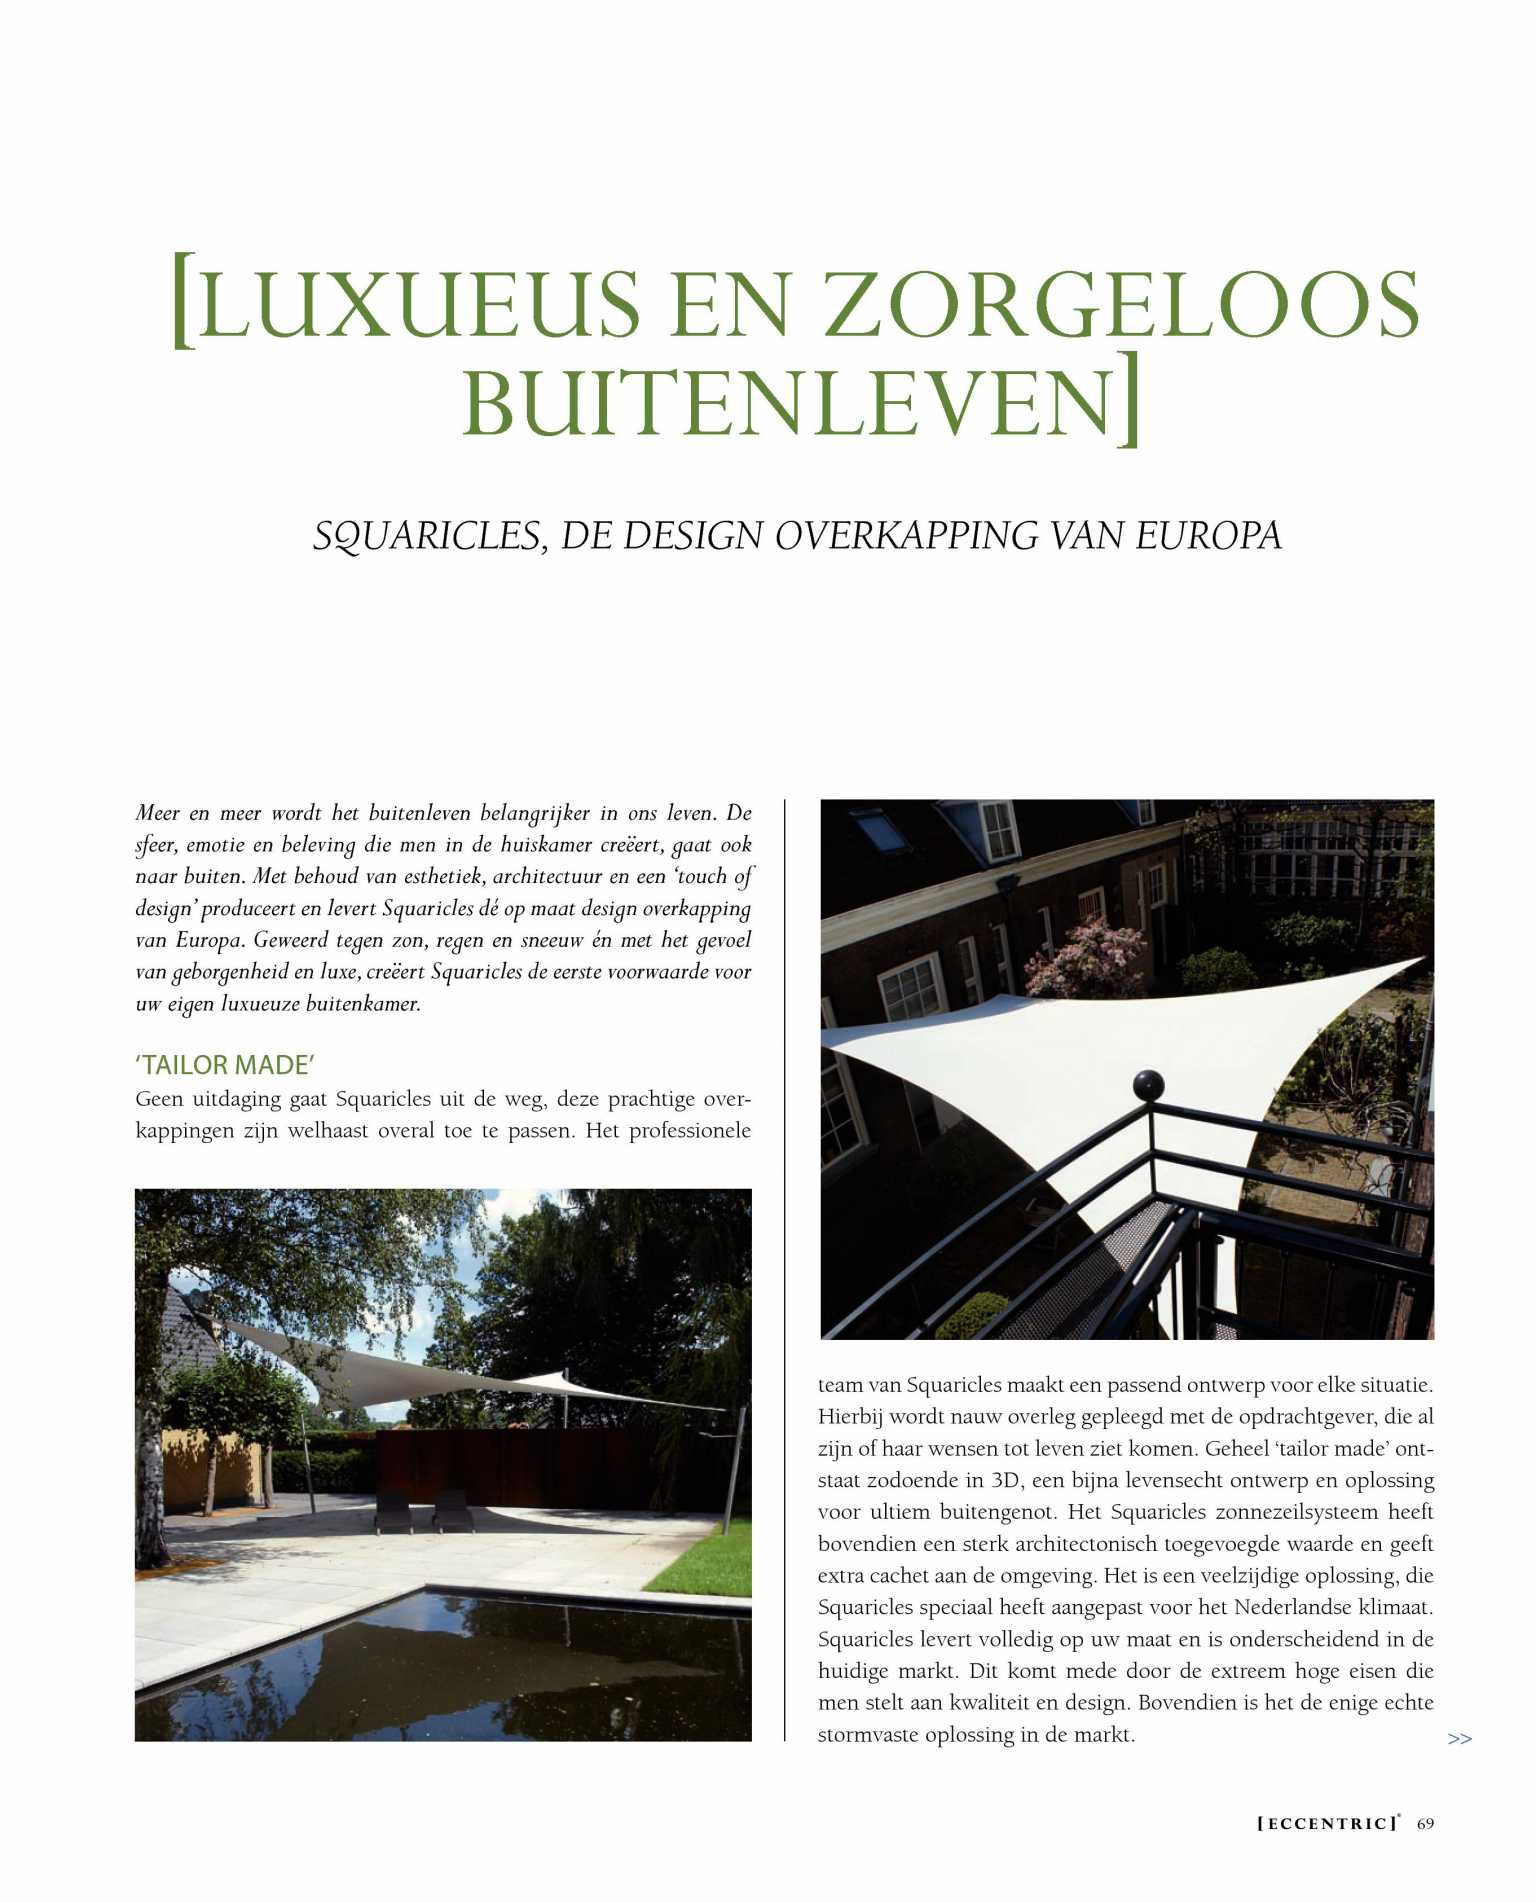 [LUXUEUS EN ZORGELOOS
BUITENLEVEN]
SQUARICLES, DE DESIGN OVERKAPPING VAN EUROPA
Meer en meer wordt het buitenleven belangrijker in ons leven. De
sfeer, emotie en beleving die men in de huiskamer creëert, gaat ook
naar buiten. Met behoud van esthetiek, architectuur en een ‘touch of
design’ produceert en levert Squaricles dé op maat design overkapping
van Europa. Geweerd tegen zon, regen en sneeuw én met het gevoel
van geborgenheid en luxe, creëert Squaricles de eerste voorwaarde voor
uw eigen luxueuze buitenkamer.
‘TAILOR MADE’
Geen uitdaging gaat Squaricles uit de weg, deze prachtige over-
kappingen zijn welhaast overal toe te passen. Het professionele
team van Squaricles maakt een passend ontwerp voor elke situatie.
Hierbij wordt nauw overleg gepleegd met de opdrachtgever, die al
zijn of haar wensen tot leven ziet komen. Geheel ‘tailor made’ ont-
staat zodoende in 3D, een bijna levensecht ontwerp en oplossing
voor ultiem buitengenot. Het Squaricles zonnezeilsysteem heeft
bovendien een sterk architectonisch toegevoegde waarde en geeft
extra cachet aan de omgeving. Het is een veelzijdige oplossing, die
Squaricles speciaal heeft aangepast voor het Nederlandse klimaat.
Squaricles levert volledig op uw maat en is onderscheidend in de
huidige markt. Dit komt mede door de extreem hoge eisen die
men stelt aan kwaliteit en design. Bovendien is het de enige echte
stormvaste oplossing in de markt.
>>
[ECCENTRIC]® 69